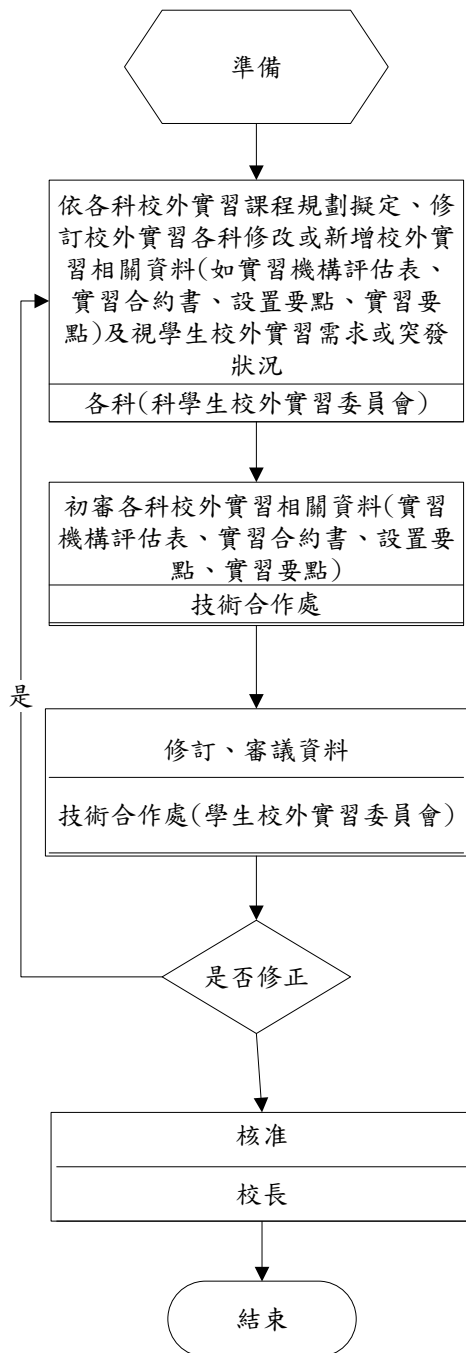 準備
依各科校外實習課程規劃擬定、修
訂校外實習各科修改或新增校外實
習相關資料(如實習機構評估表、
實習合約書、設置要點、實習要
點)及視學生校外實習需求或突發
狀況
各科(科學生校外實習委員會)
初審各科校外實習相關資料(實習
機構評估表、實習合約書、設置要
點、實習要點)
技術合作處
是
修訂、審議資料
技術合作處(學生校外實習委員會)
是否修正
核准
校長
結束